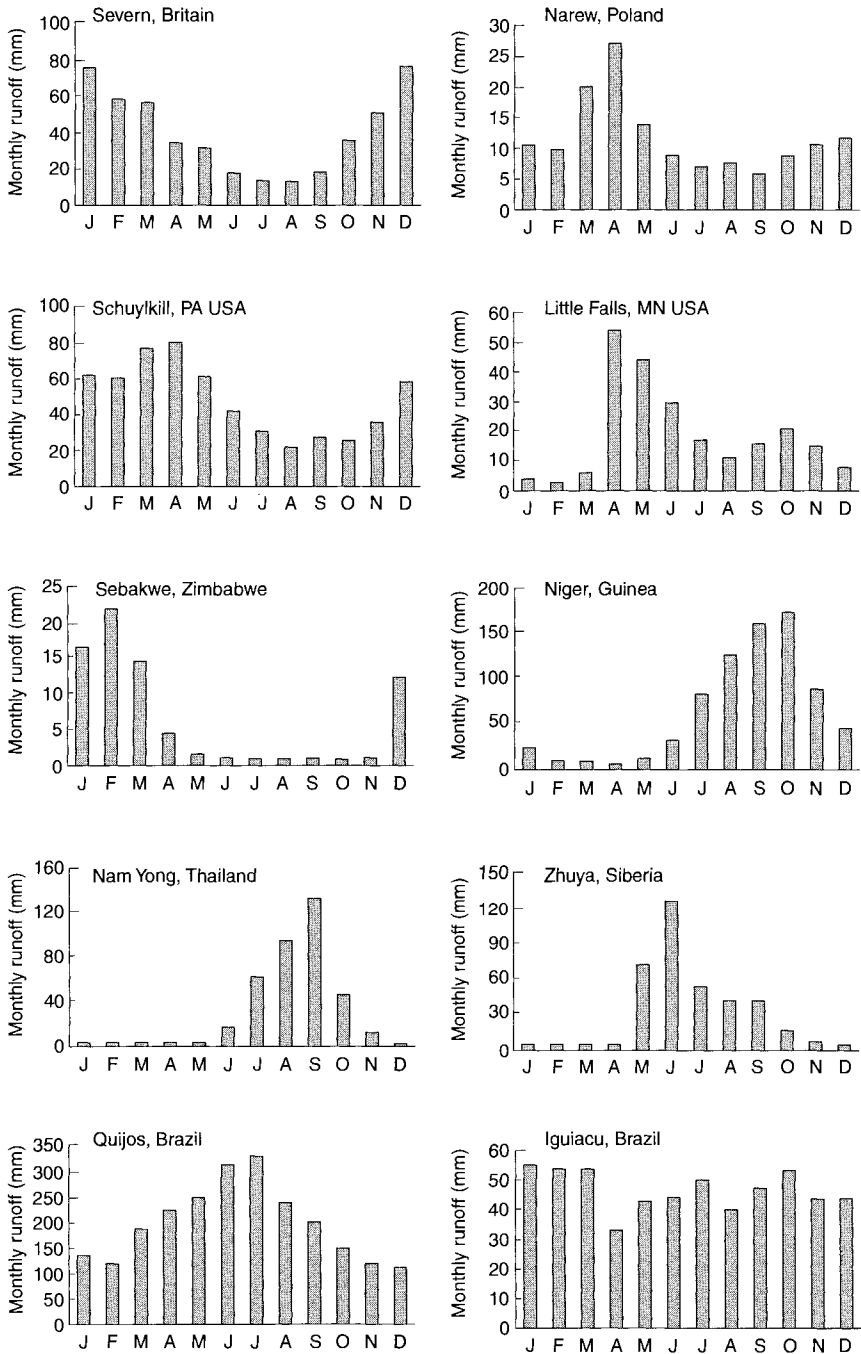 Severn, Britain
Monthly runoff (mm)
100
80
60
40
20
0
J F M A M J J A S O N D
Narew, Poland
Monthly runoff (mm)
30
25
20
15
10
5
0
J F M A M J J A S O N D
Schuylkill, PA USA
Monthly runoff (mm)
100
80
60
40
20
0
J F M A M J J A S O N D
Little Falls, MN USA
Monthly runoff (mm)
60
50
40
30
20
10
0
J F M A M J J A S O N D
Sebakwe, Zimbabwe
Monthly runoff (mm)
25
20
15
10
5
0
J F M A M J J A S O N D
Niger, Guinea
Monthly runoff (mm)
200
150
100
50
0
J F M A M J J A S O N D
Nam Yong, Thailand
Monthly runoff (mm)
160
120
80
40
0
J F M A M J J A S O N D
Zhuya, Siberia
Monthly runoff (mm)
150
120
90
60
30
0
J F M A M J J A S O N D
Quijos, Brazil
Monthly runoff (mm)
350
300
250
200
150
100
50
0
J F M A M J J A S O N D
Iguiacu, Brazil
Monthly runoff (mm)
60
50
40
30
20
10
0
J F M A M J J A S O N D